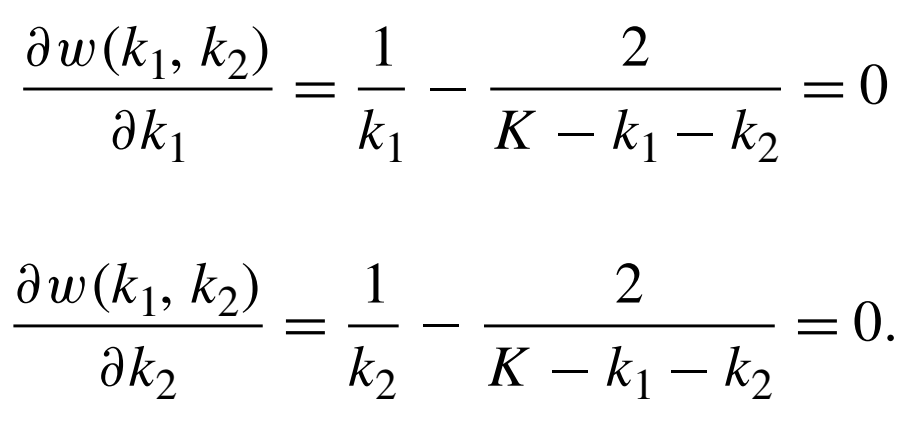 ∂w(k₁, k₂)/∂k₁ = 1/k₁ − 2/(K − k₁ − k₂) = 0
∂w(k₁, k₂)/∂k₂ = 1/k₂ − 2/(K − k₁ − k₂) = 0.